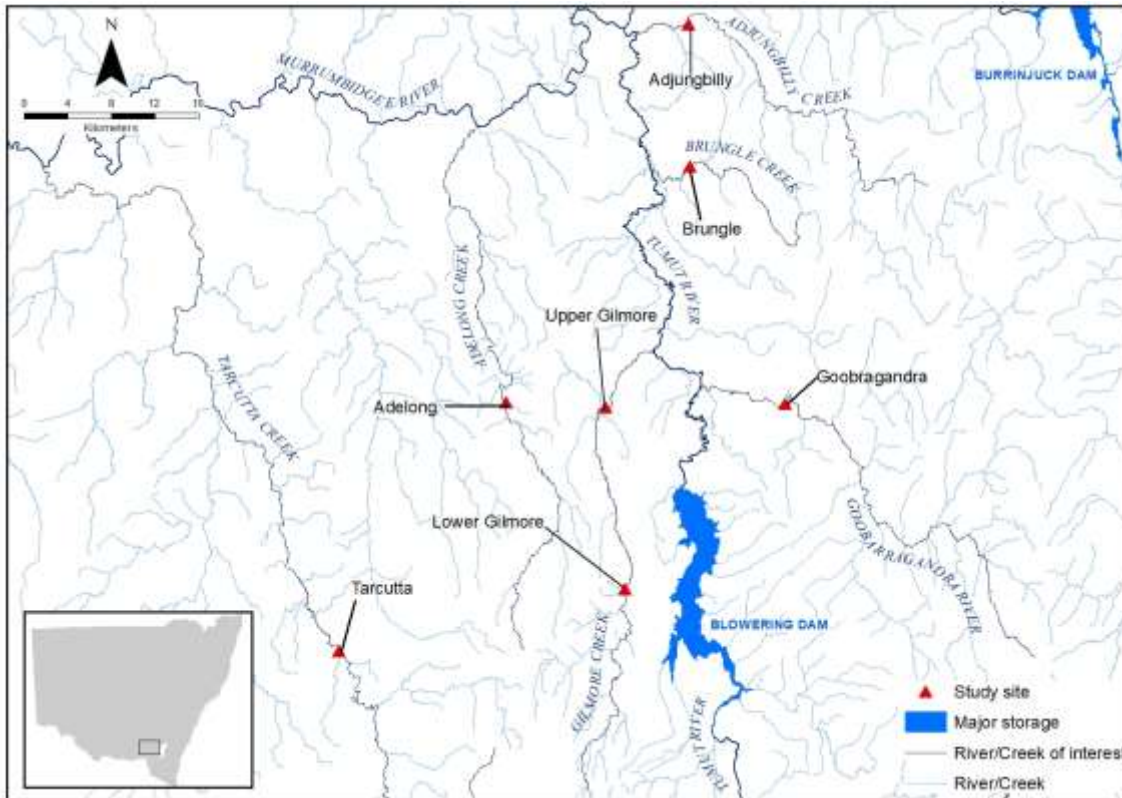 N
0 4 8 12 16
Kilometers
MURRUMBIDGEE RIVER
Adjungbilly
ADJUNGBILLY CREEK
BURRINJUCK DAM
BRUNGLE CREEK
Brungle
TUMUT RIVER
ADELONG CREEK
Upper Gilmore
TARCUTTA CREEK
Adelong
Goobragandra
Lower Gilmore
GOOBARRAGANDRA RIVER
Tarcutta
BLOWERING DAM
GILMORE CREEK
TUMUT RIVER
Study site
Major storage
River/Creek of interest
River/Creek